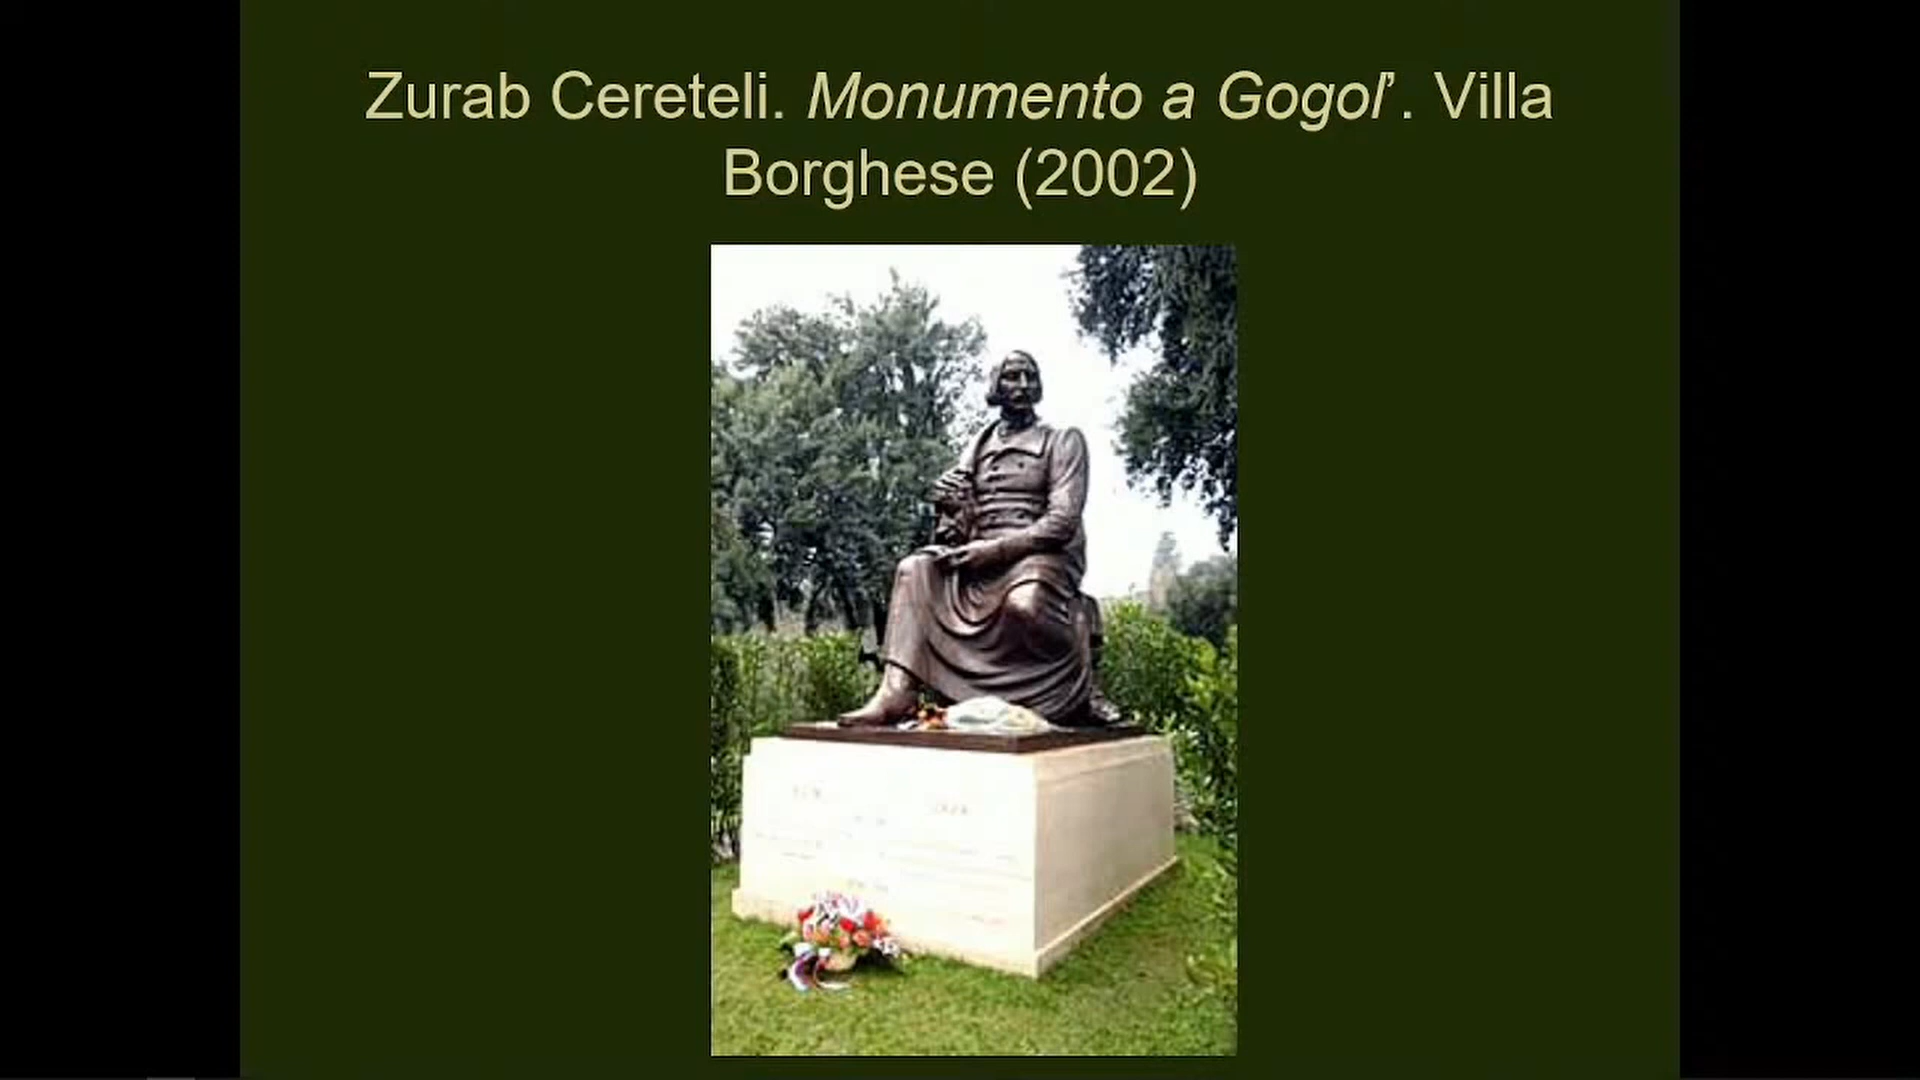 Zurab Cereteli. Monumento a Gogol’. Villa
Borghese (2002)